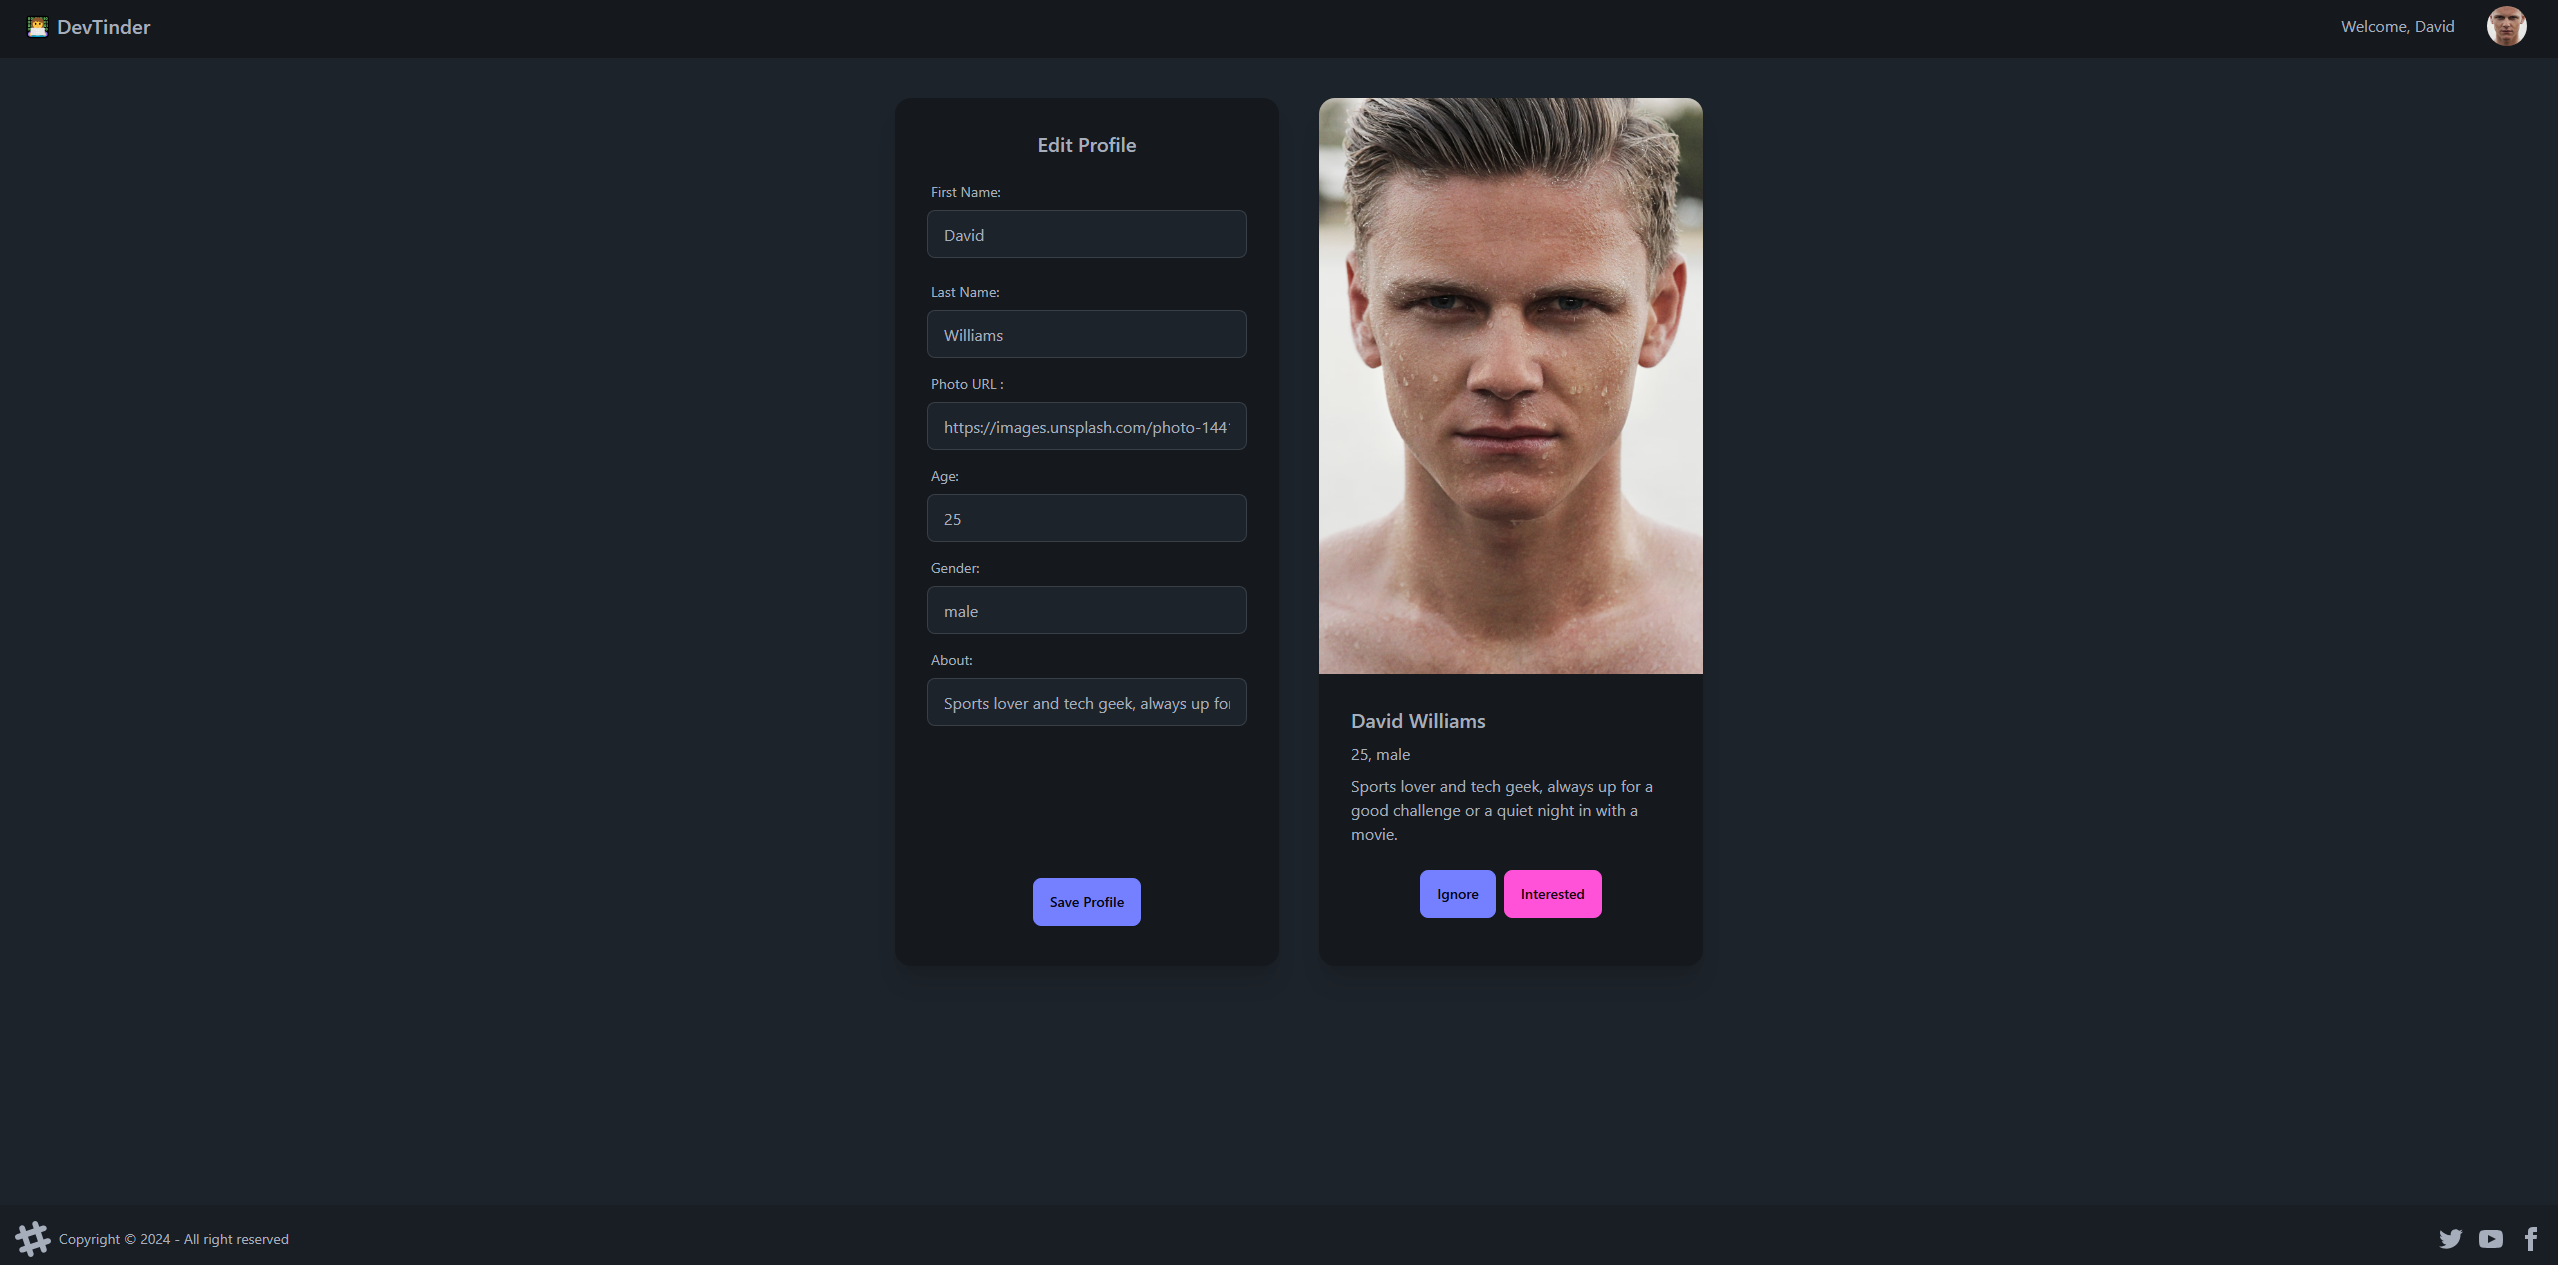 DevTinder
Welcome, David
Edit Profile
First Name:
David
Last Name:
Williams
Photo URL :
https://images.unsplash.com/photo-144
Age:
25
Gender:
male
About:
Sports lover and tech geek, always up for
Save Profile
David Williams
25, male
Sports lover and tech geek, always up for a
good challenge or a quiet night in with a
movie.
Ignore
Interested
Copyright © 2024 - All right reserved